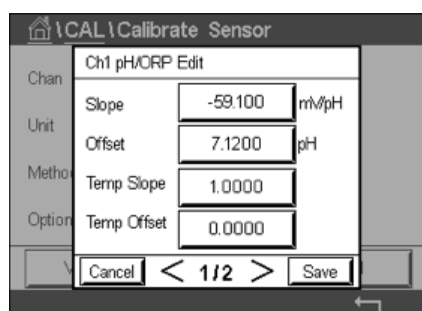 \CAL\Calibrate Sensor
Ch1 pH/ORP Edit
Chan
Slope -59.100 mV/pH
Unit
Offset 7.1200 pH
Temp Slope 1.0000
Option
Temp Offset 0.0000
Cancel < 1/2 > Save